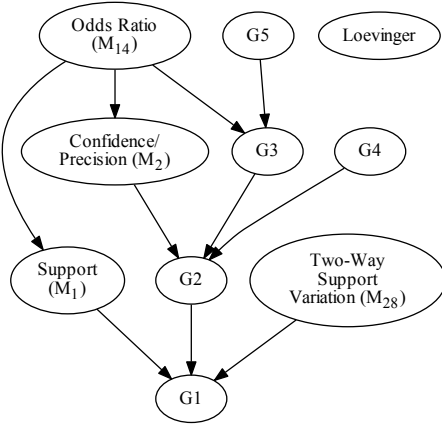 Odds Ratio
(M14)
G5
Loevinger
Confidence/
Precision (M2)
G3
G4
Support
(M1)
G2
Two-Way
Support
Variation (M28)
G1